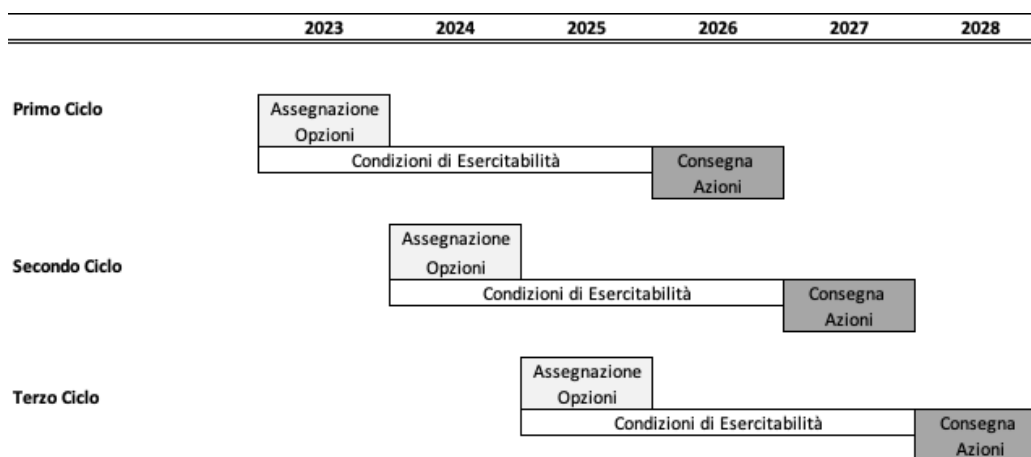 2023 2024 2025 2026 2027 2028
Primo Ciclo
Assegnazione
Opzioni
Condizioni di Esercitabilità
Consegna
Azioni
Secondo Ciclo
Assegnazione
Opzioni
Condizioni di Esercitabilità
Consegna
Azioni
Terzo Ciclo
Assegnazione
Opzioni
Condizioni di Esercitabilità
Consegna
Azioni